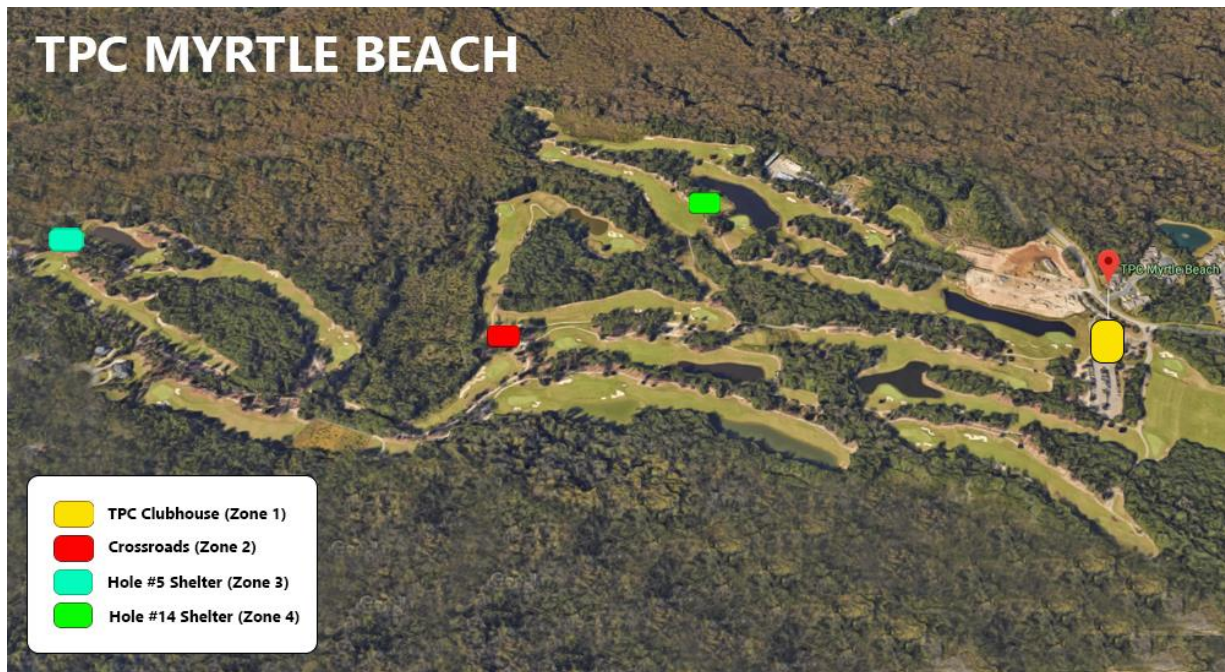 TPC MYRTLE BEACH
TPC Myrtle Beach
TPC Clubhouse (Zone 1)
Crossroads (Zone 2)
Hole #5 Shelter (Zone 3)
Hole #14 Shelter (Zone 4)